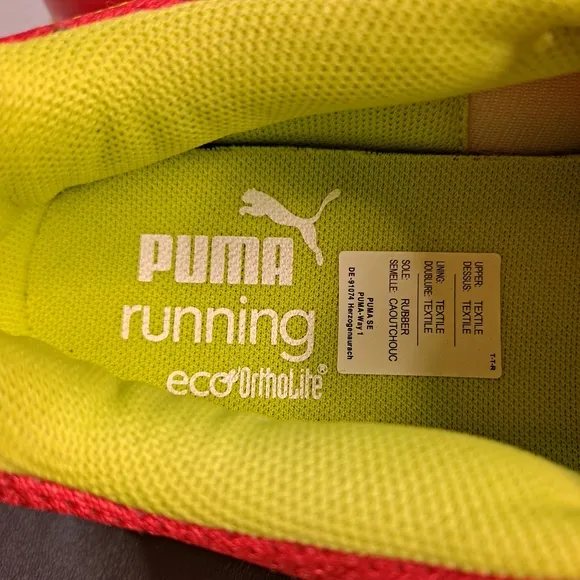 PUMA
running
eco OrthoLite®
UPPER: TEXTILE
DESSUS: TEXTILE
LINING: TEXTILE
DOUBLURE: TEXTILE
SOLE: RUBBER
SEMELLE: CAOUTCHOUC
PUMA SE
PUMA-Way 1
DE-91074 Herzogenaurach
T-T-R